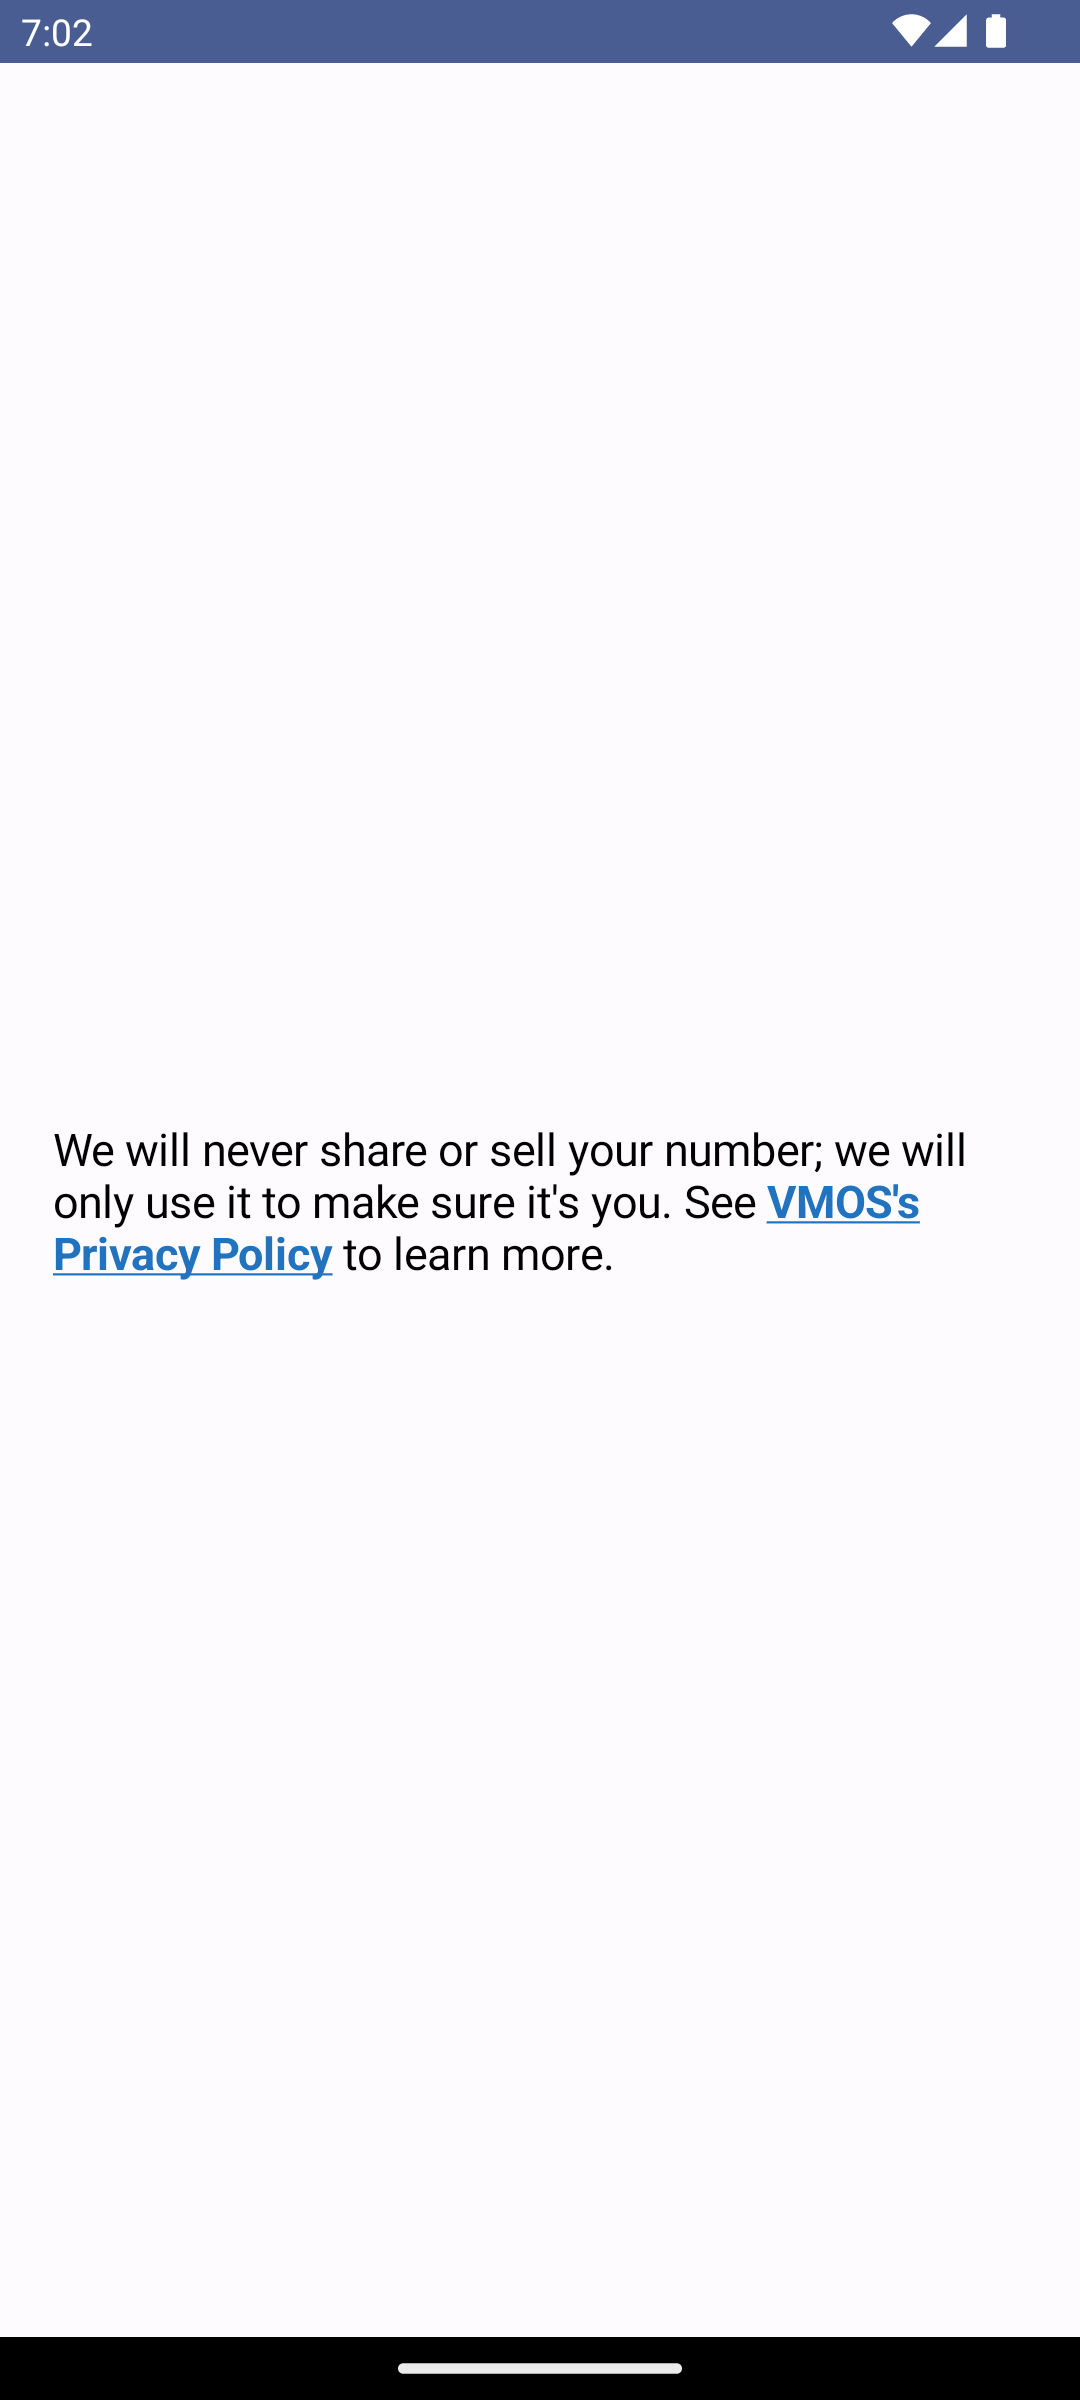 7:02
We will never share or sell your number; we will
only use it to make sure it's you. See VMOS's
Privacy Policy to learn more.